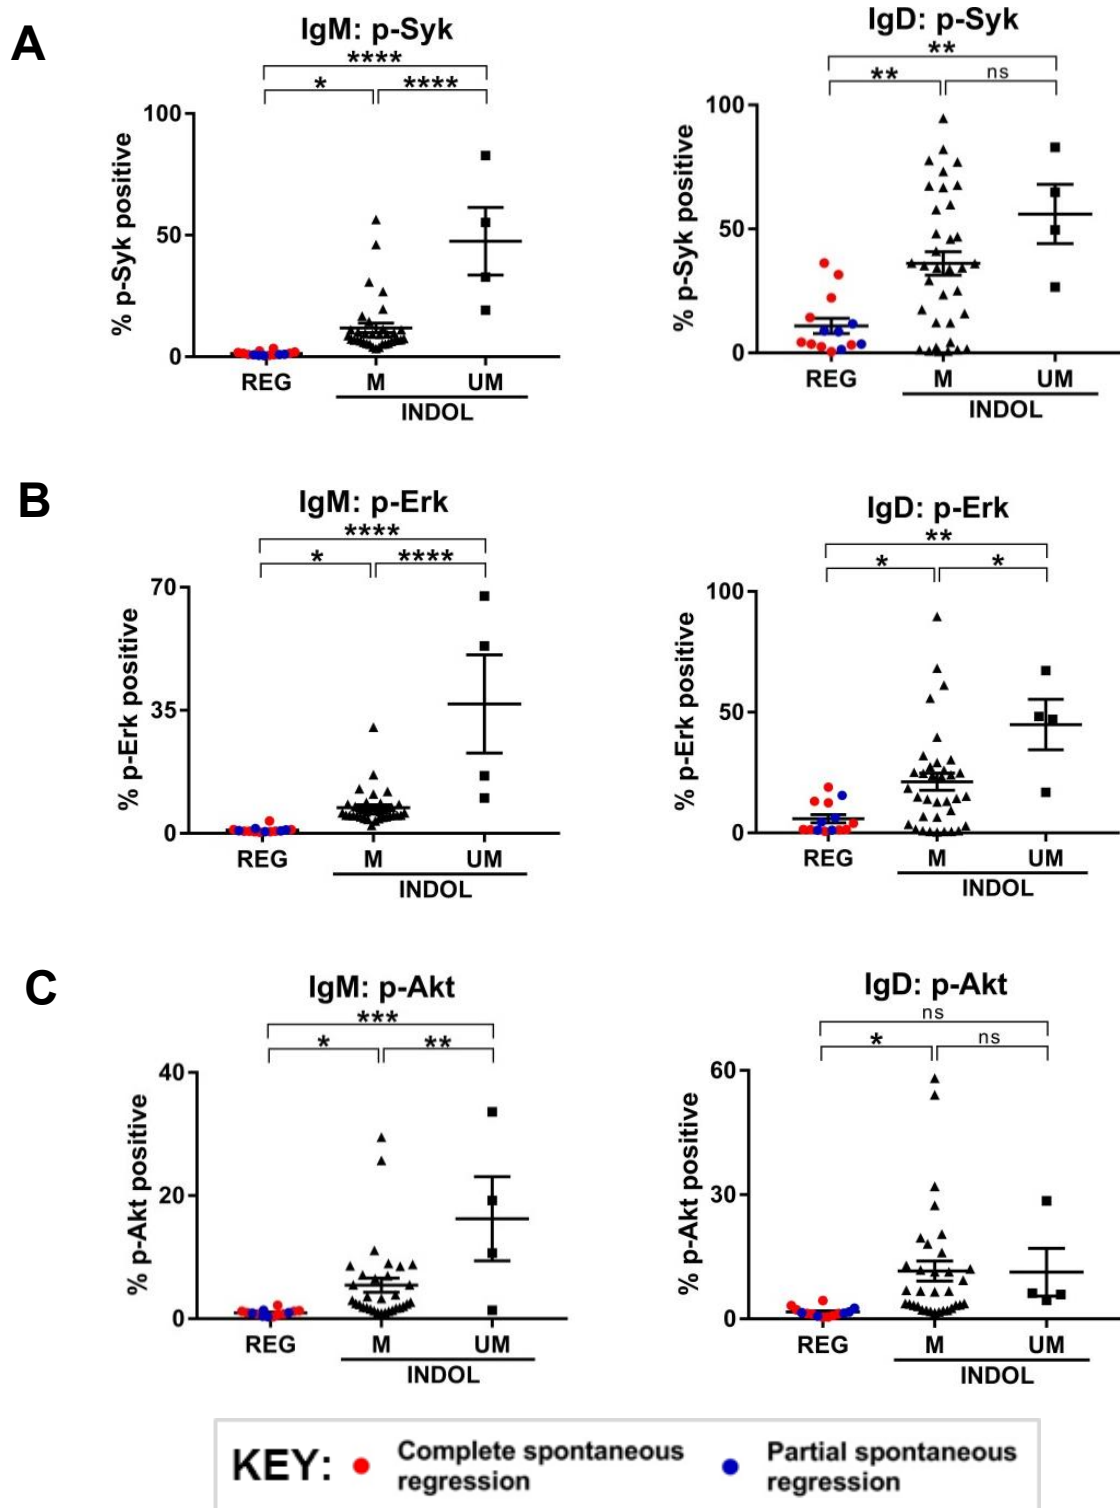 A
IgM: p-Syk
****
* ****
% p-Syk positive
100
50
0
REG M UM
INDOL
IgD: p-Syk
**
** ns
% p-Syk positive
100
50
0
REG M UM
INDOL
B
IgM: p-Erk
****
* ****
% p-Erk positive
70
35
0
REG M UM
INDOL
IgD: p-Erk
**
* *
% p-Erk positive
100
50
0
REG M UM
INDOL
C
IgM: p-Akt
***
* **
% p-Akt positive
40
20
0
REG M UM
INDOL
IgD: p-Akt
ns
* ns
% p-Akt positive
60
30
0
REG M UM
INDOL
KEY:
Complete spontaneous
regression
Partial spontaneous
regression